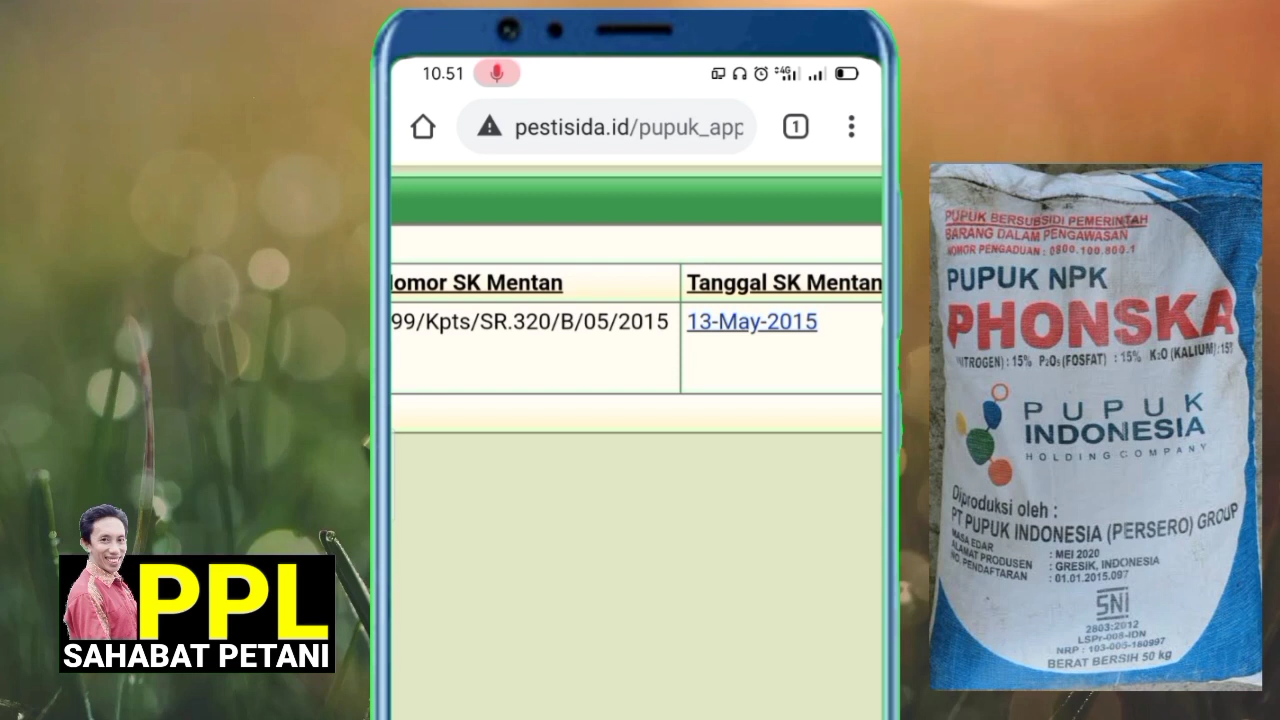 10.51
4G
1
pestisida.id/pupuk_app
omor SK Mentan
Tanggal SK Mentan
99/Kpts/SR.320/B/05/2015
13-May-2015
PPL
SAHABAT PETANI
PUPUK BERSUBSIDI PEMERINTAH
BARANG DALAM PENGAWASAN
NOMOR PENGADUAN : 0800.100.800.1
PUPUK NPK
PHONSKA
NITROGEN) : 15% P₂O₅ (FOSFAT) : 15% K₂O (KALIUM) : 15%
PUPUK
INDONESIA
HOLDING COMPANY
Diproduksi oleh :
PT PUPUK INDONESIA (PERSERO) GROUP
MASA EDAR : MEI 2020
ALAMAT PRODUSEN : GRESIK, INDONESIA
NO. PENDAFTARAN : 01.01.2015.097
SNI
2803:2012
LSPr-008-IDN
NRP : 103-005-160997
BERAT BERSIH 50 kg